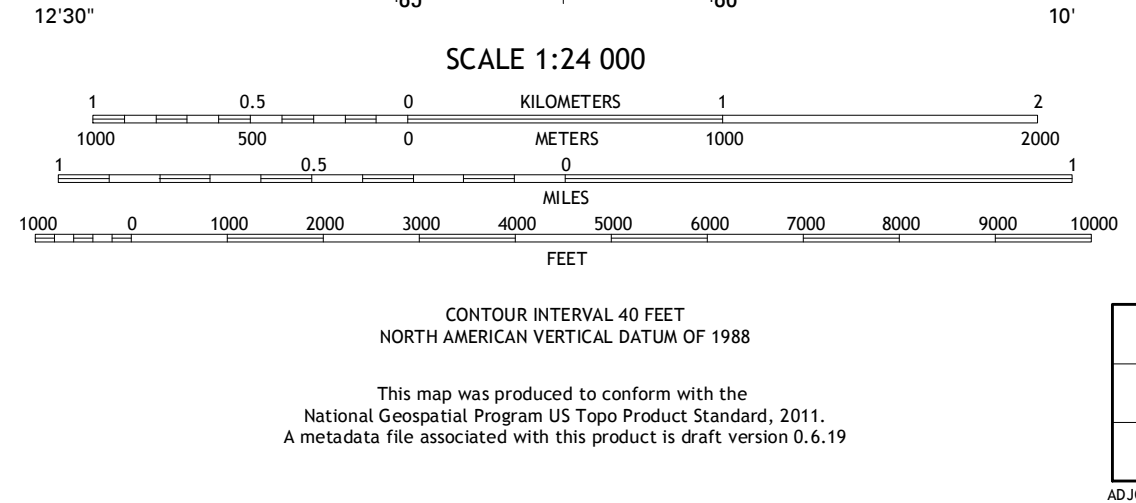 12'30" 10'
SCALE 1:24 000
1 0.5 0 KILOMETERS 1 2
1000 500 0 METERS 1000 2000
1 0.5 0 1
MILES
1000 0 1000 2000 3000 4000 5000 6000 7000 8000 9000 10000
FEET
CONTOUR INTERVAL 40 FEET
NORTH AMERICAN VERTICAL DATUM OF 1988
This map was produced to conform with the
National Geospatial Program US Topo Product Standard, 2011.
A metadata file associated with this product is draft version 0.6.19